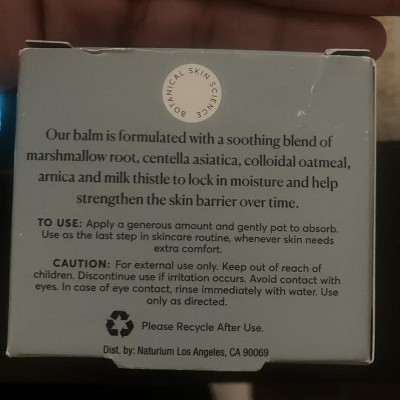 BOTANICAL SKIN SCIENCE
Our balm is formulated with a soothing blend of
marshmallow root, centella asiatica, colloidal oatmeal,
arnica and milk thistle to lock in moisture and help
strengthen the skin barrier over time.
TO USE: Apply a generous amount and gently pat to absorb.
Use as the last step in skincare routine, whenever skin needs
extra comfort.
CAUTION: For external use only. Keep out of reach of
children. Discontinue use if irritation occurs. Avoid contact with
eyes. In case of eye contact, rinse immediately with water. Use
only as directed.
Please Recycle After Use.
Dist. by: Naturium Los Angeles, CA 90069